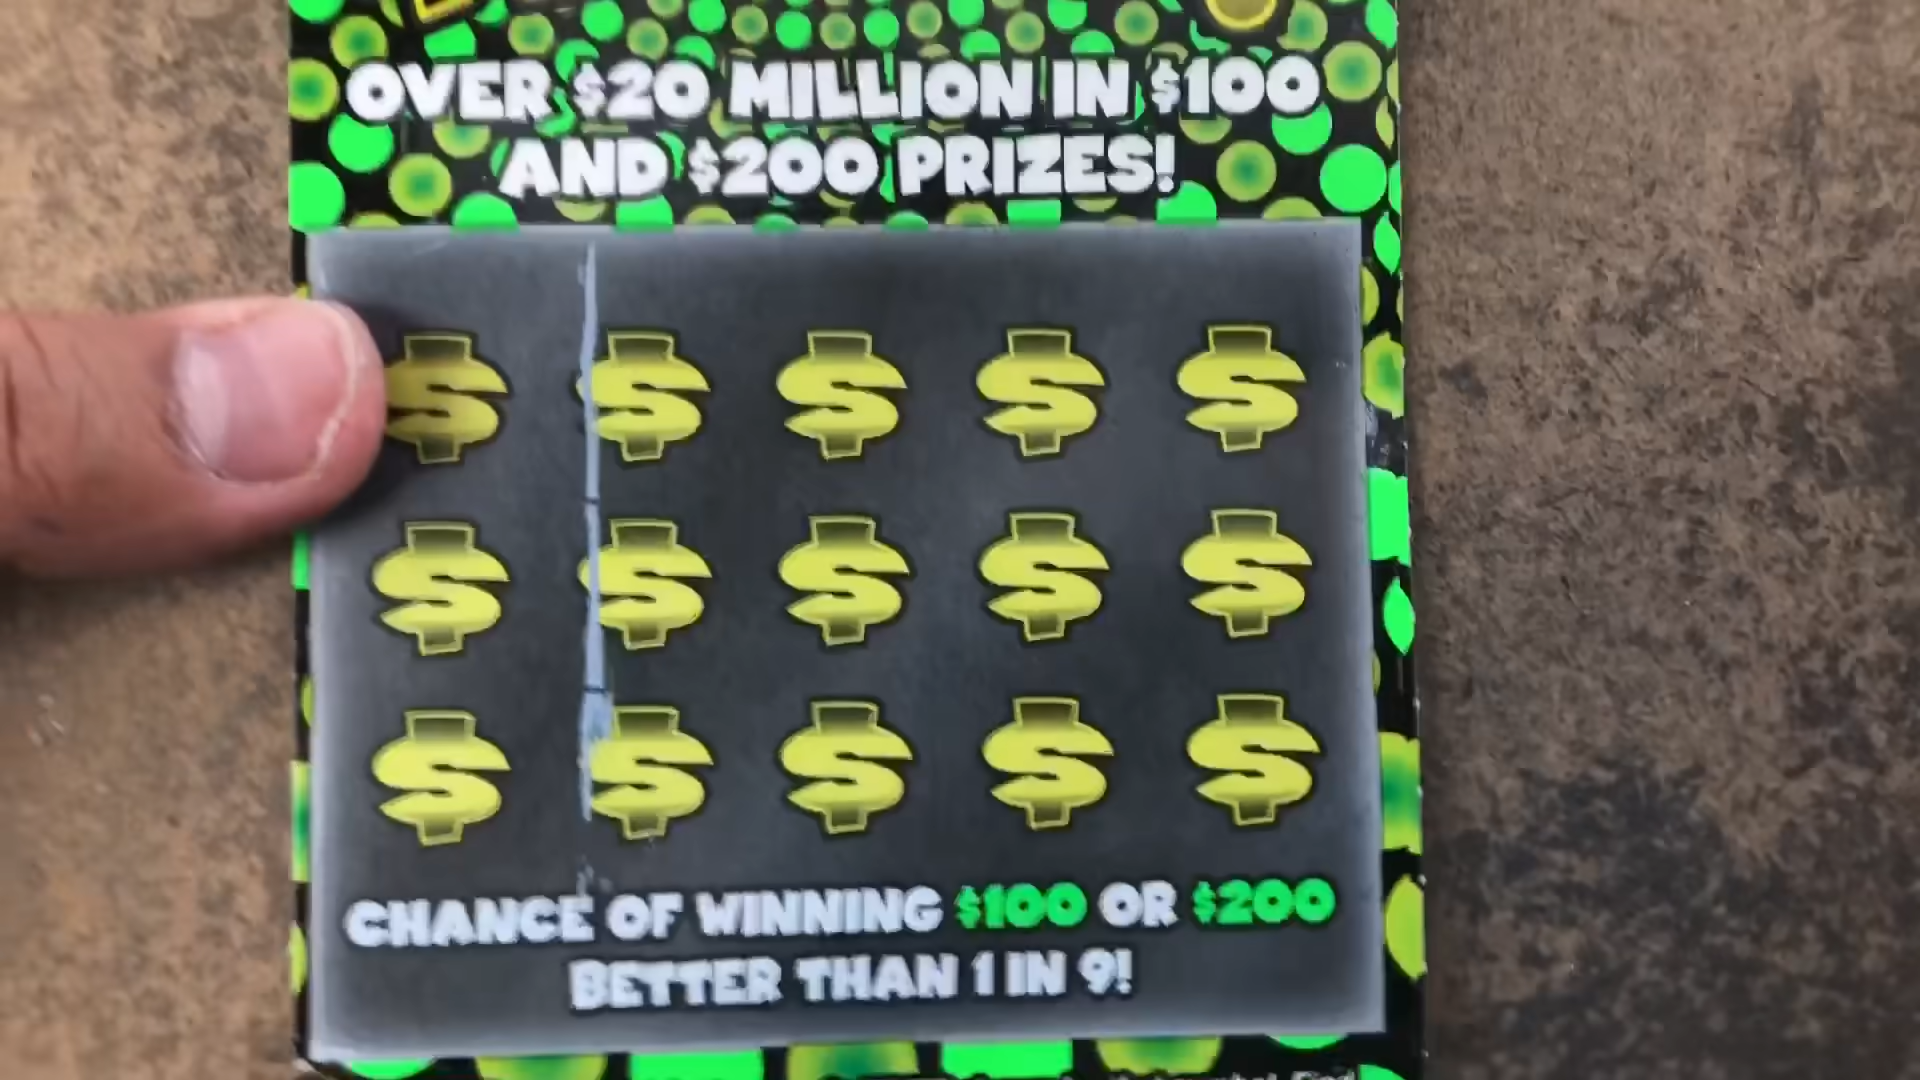 OVER $20 MILLION IN $100
AND $200 PRIZES!
$ $ $ $ $
$ $ $ $ $
$ $ $ $ $
CHANCE OF WINNING $100 OR $200
BETTER THAN 1 IN 9!